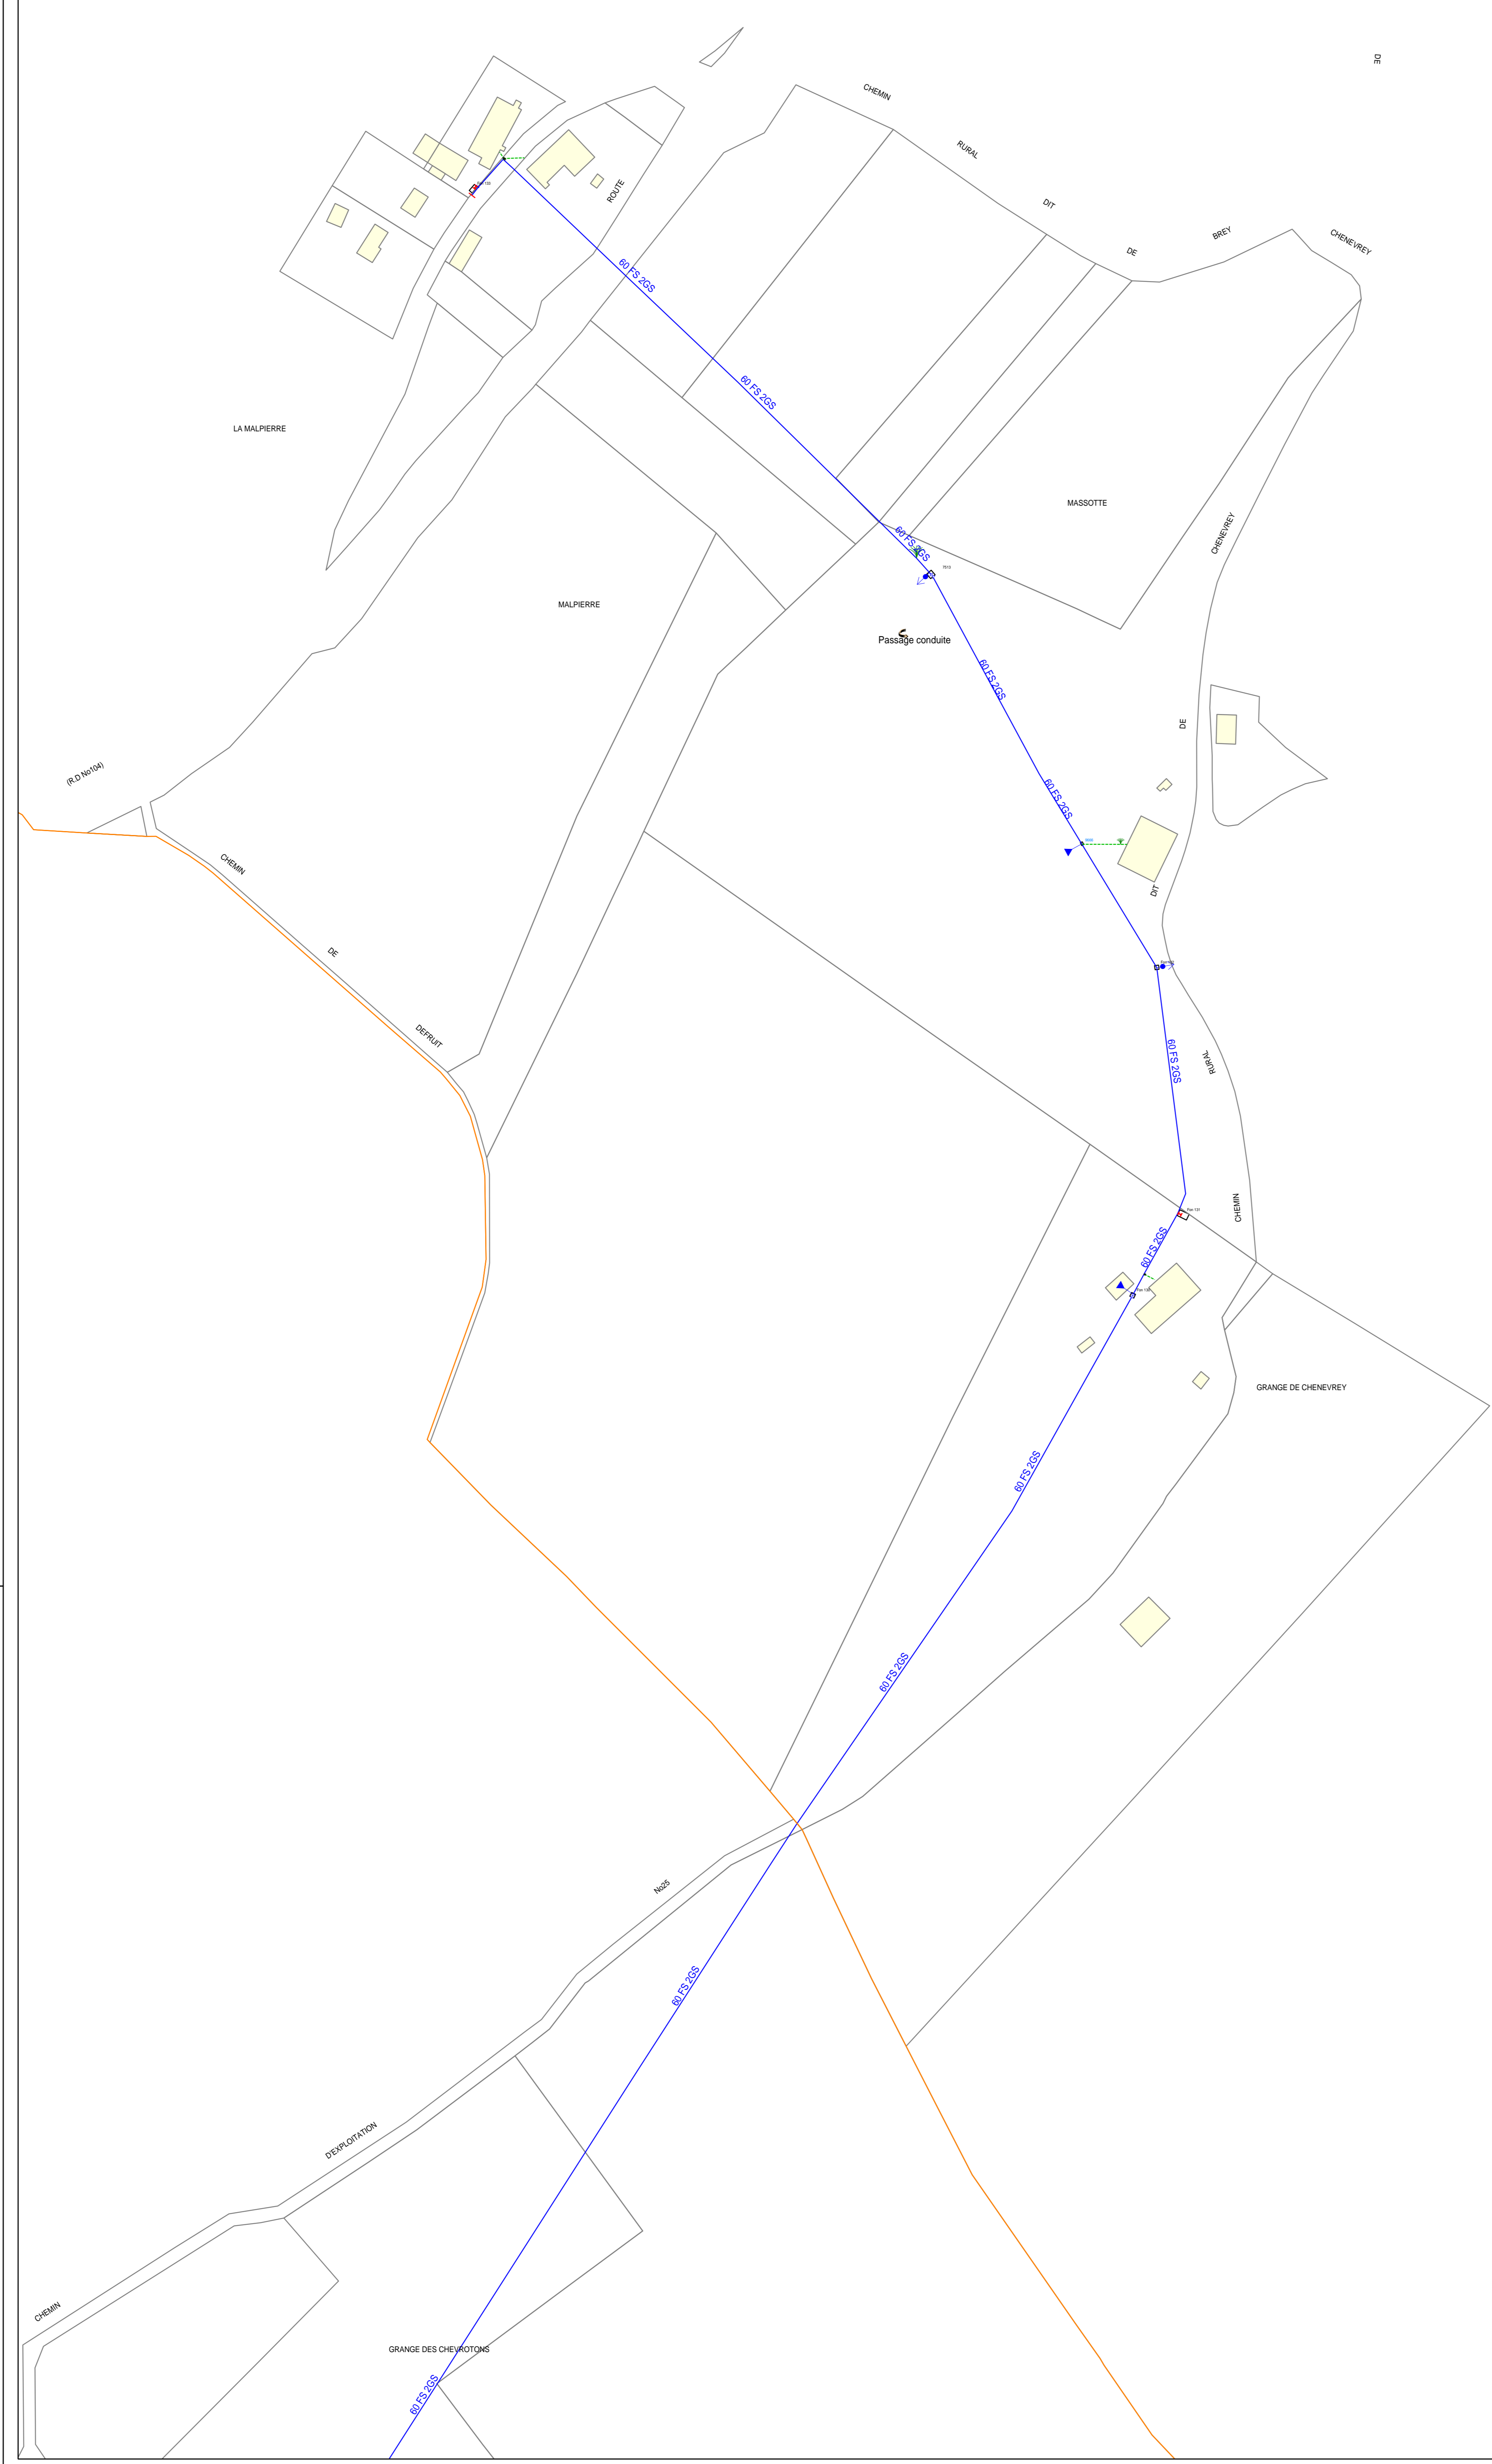 DE
CHEMIN
RURAL
DIT
DE
BREY
CHENEVREY
ROUTE
60 FS 2GS
60 FS 2GS
LA MALPIERRE
MASSOTTE
CHENEVREY
60 FS 2GS
7513
MALPIERRE
Passage conduite
60 FS 2GS
DE
(R.D No104)
60 FS 2GS
CHEMIN
DIT
DE
DEFRUIT
60 FS 2GS
RURAL
CHEMIN
Pan 131
60 FS 2GS
GRANGE DE CHENEVREY
60 FS 2GS
60 FS 2GS
No25
60 FS 2GS
D'EXPLOITATION
CHEMIN
GRANGE DES CHEVROTONS
60 FS 2GS